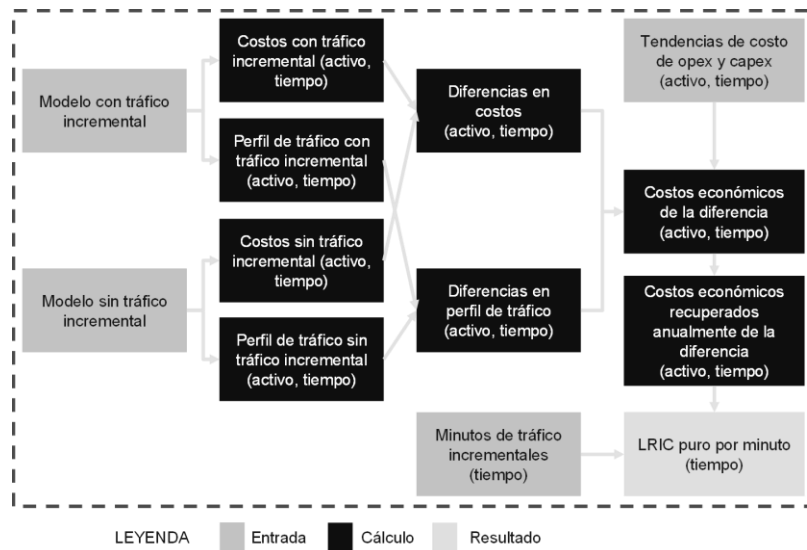 Modelo con tráfico
incremental
Modelo sin tráfico
incremental
Costos con tráfico
incremental (activo,
tiempo)
Perfil de tráfico con
tráfico incremental
(activo, tiempo)
Costos sin tráfico
incremental (activo,
tiempo)
Perfil de tráfico sin
tráfico incremental
(activo, tiempo)
Diferencias en
costos
(activo, tiempo)
Diferencias en
perfil de tráfico
(activo, tiempo)
Minutos de tráfico
incrementales
(tiempo)
Tendencias de costo
de opex y capex
(activo, tiempo)
Costos económicos
de la diferencia
(activo, tiempo)
Costos económicos
recuperados
anualmente de la
diferencia
(activo, tiempo)
LRIC puro por minuto
(tiempo)
LEYENDA
Entrada
Cálculo
Resultado